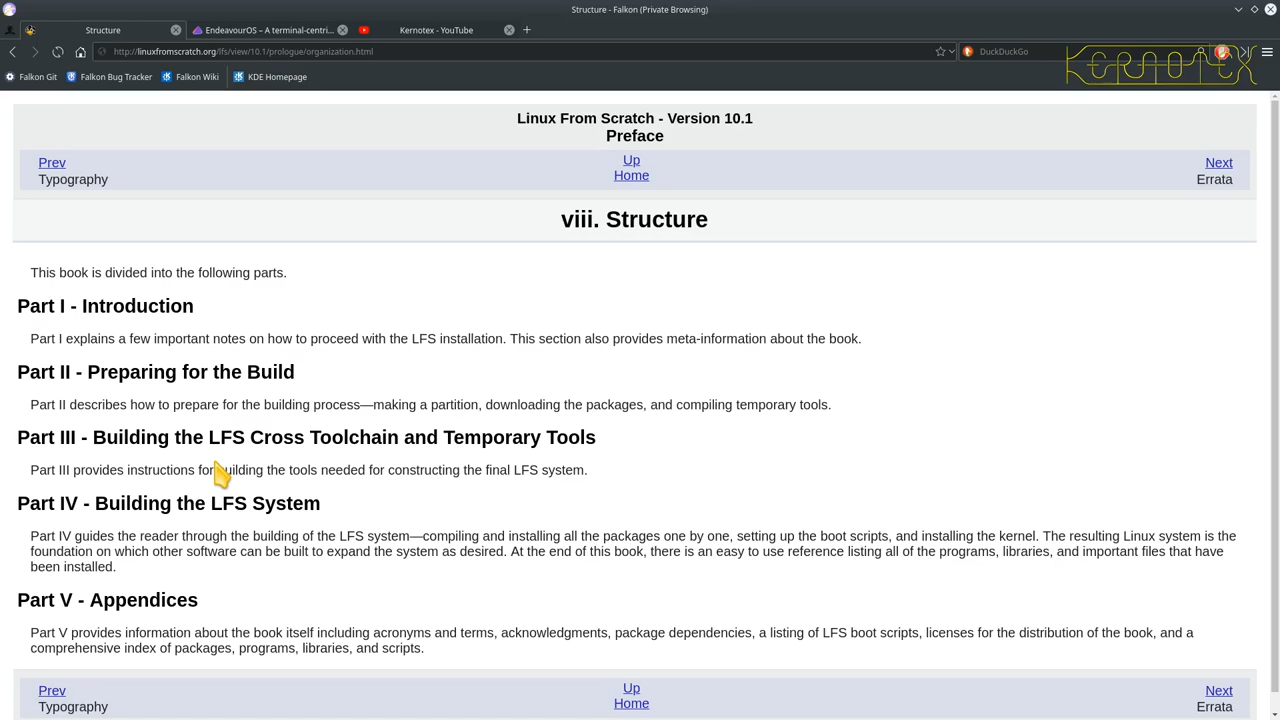 Structure - Falkon (Private Browsing)
Structure
EndeavourOS – A terminal-centri...
Kernotex - YouTube
http://linuxfromscratch.org/lfs/view/10.1/prologue/organization.html
DuckDuckGo
KERNOTEX
Falkon Git
Falkon Bug Tracker
Falkon Wiki
KDE Homepage
Linux From Scratch - Version 10.1
Preface
Prev
Up
Next
Typography
Home
Errata
viii. Structure
This book is divided into the following parts.
Part I - Introduction
Part I explains a few important notes on how to proceed with the LFS installation. This section also provides meta-information about the book.
Part II - Preparing for the Build
Part II describes how to prepare for the building process—making a partition, downloading the packages, and compiling temporary tools.
Part III - Building the LFS Cross Toolchain and Temporary Tools
Part III provides instructions for building the tools needed for constructing the final LFS system.
Part IV - Building the LFS System
Part IV guides the reader through the building of the LFS system—compiling and installing all the packages one by one, setting up the boot scripts, and installing the kernel. The resulting Linux system is the
foundation on which other software can be built to expand the system as desired. At the end of this book, there is an easy to use reference listing all of the programs, libraries, and important files that have
been installed.
Part V - Appendices
Part V provides information about the book itself including acronyms and terms, acknowledgments, package dependencies, a listing of LFS boot scripts, licenses for the distribution of the book, and a
comprehensive index of packages, programs, libraries, and scripts.
Prev
Up
Next
Typography
Home
Errata